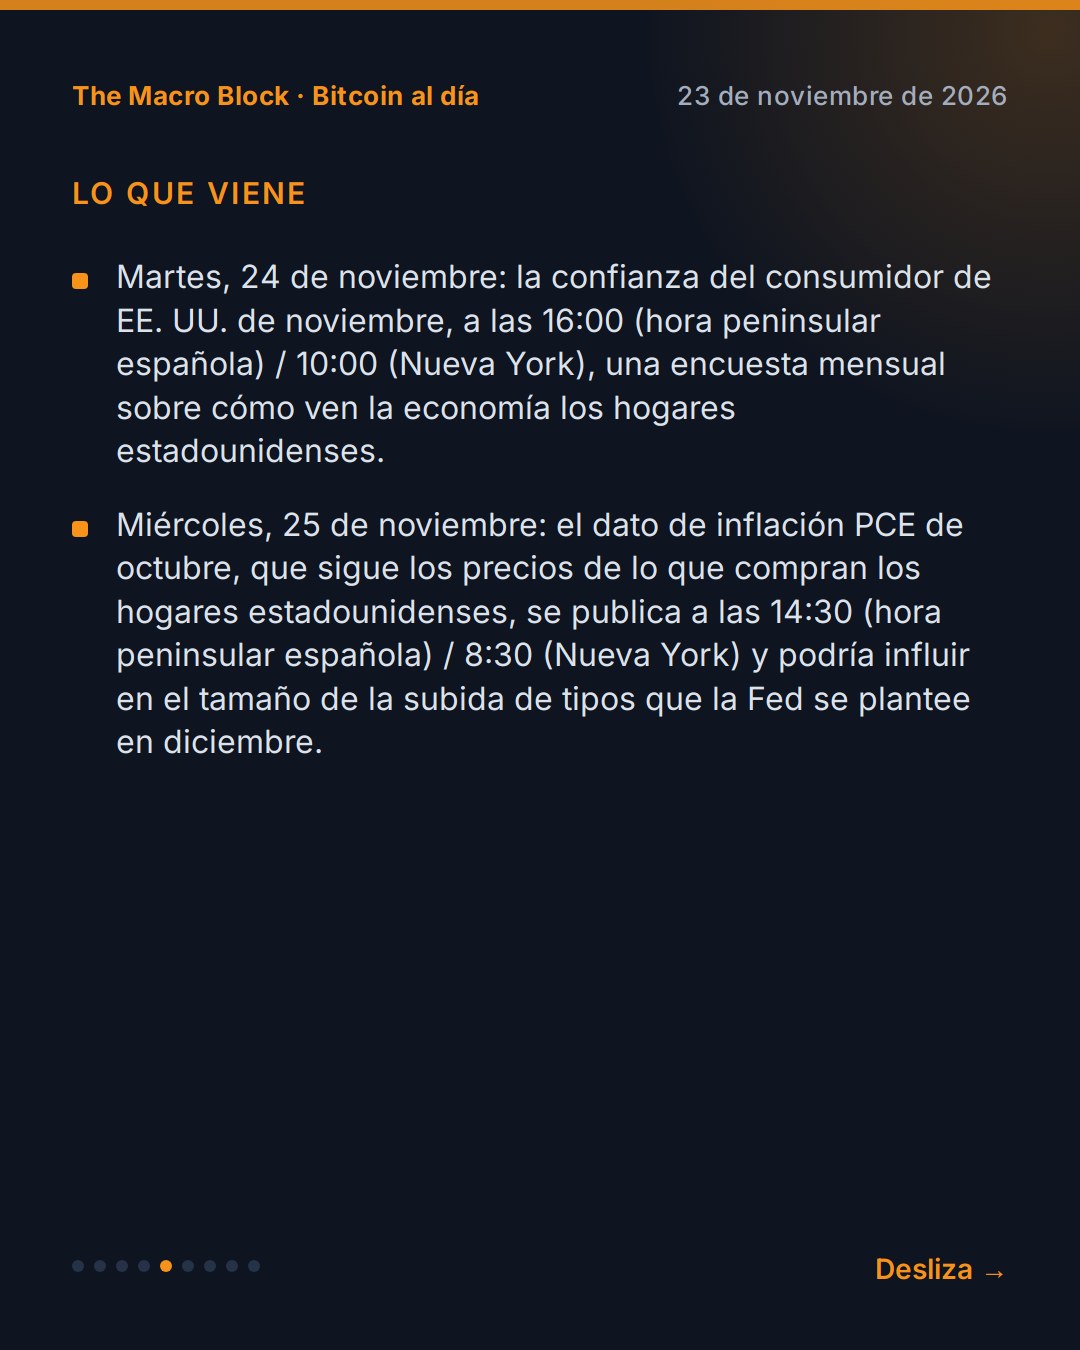 The Macro Block · Bitcoin al día
23 de noviembre de 2026
LO QUE VIENE
Martes, 24 de noviembre: la confianza del consumidor de
EE. UU. de noviembre, a las 16:00 (hora peninsular
española) / 10:00 (Nueva York), una encuesta mensual
sobre cómo ven la economía los hogares
estadounidenses.
Miércoles, 25 de noviembre: el dato de inflación PCE de
octubre, que sigue los precios de lo que compran los
hogares estadounidenses, se publica a las 14:30 (hora
peninsular española) / 8:30 (Nueva York) y podría influir
en el tamaño de la subida de tipos que la Fed se plantee
en diciembre.
Desliza →